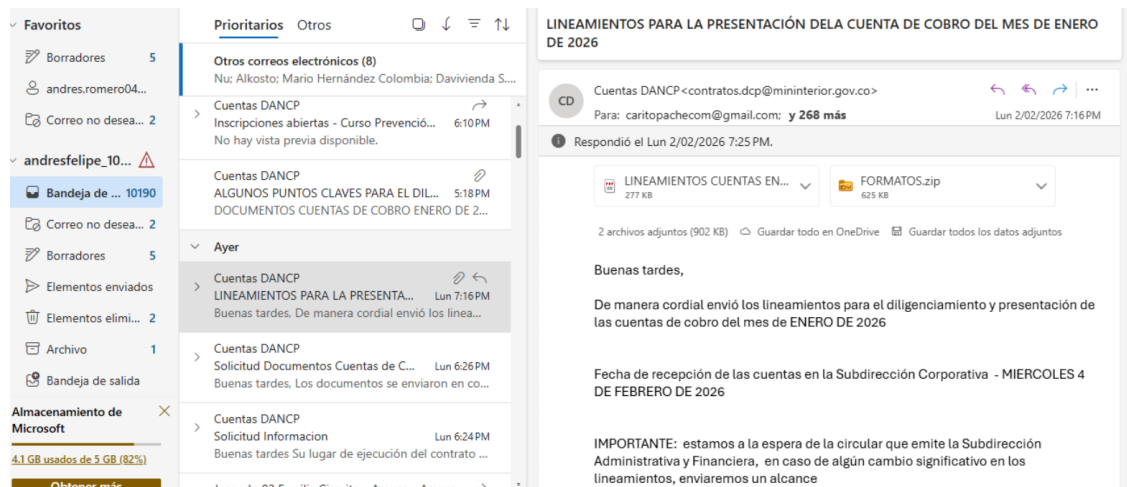 Favoritos
Borradores 5
andres.romero04...
Correo no desea... 2
andresfelipe_10...
Bandeja de ... 10190
Correo no desea... 2
Borradores 5
Elementos enviados
Elementos elimi... 2
Archivo 1
Bandeja de salida
Almacenamiento de
Microsoft
4.1 GB usados de 5 GB (82%)
Obtener más
Prioritarios Otros
Otros correos electrónicos (8)
Nu; Alkosto; Mario Hernández Colombia; Davivienda S....
Cuentas DANCP
Inscripciones abiertas - Curso Prevenció... 6:10 PM
No hay vista previa disponible.
Cuentas DANCP
ALGUNOS PUNTOS CLAVES PARA EL DIL... 5:18 PM
DOCUMENTOS CUENTAS DE COBRO ENERO DE 2...
Ayer
Cuentas DANCP
LINEAMIENTOS PARA LA PRESENTA... Lun 7:16 PM
Buenas tardes, De manera cordial envió los linea...
Cuentas DANCP
Solicitud Documentos Cuentas de C... Lun 6:26 PM
Buenas tardes, Los documentos se enviaron en co...
Cuentas DANCP
Solicitud Informacion Lun 6:24 PM
Buenas tardes Su lugar de ejecución del contrato ...
LINEAMIENTOS PARA LA PRESENTACIÓN DELA CUENTA DE COBRO DEL MES DE ENERO
DE 2026
CD
Cuentas DANCP<contratos.dcp@mininterior.gov.co>
Para: caritopachecom@gmail.com; y 268 más Lun 2/02/2026 7:16 PM
Respondió el Lun 2/02/2026 7:25 PM.
LINEAMIENTOS CUENTAS EN...
277 KB
FORMATOS.zip
625 KB
2 archivos adjuntos (902 KB) Guardar todo en OneDrive Guardar todos los datos adjuntos
Buenas tardes,
De manera cordial envió los lineamientos para el diligenciamiento y presentación de
las cuentas de cobro del mes de ENERO DE 2026
Fecha de recepción de las cuentas en la Subdirección Corporativa - MIERCOLES 4
DE FEBRERO DE 2026
IMPORTANTE: estamos a la espera de la circular que emite la Subdirección
Administrativa y Financiera, en caso de algún cambio significativo en los
lineamientos, enviaremos un alcance